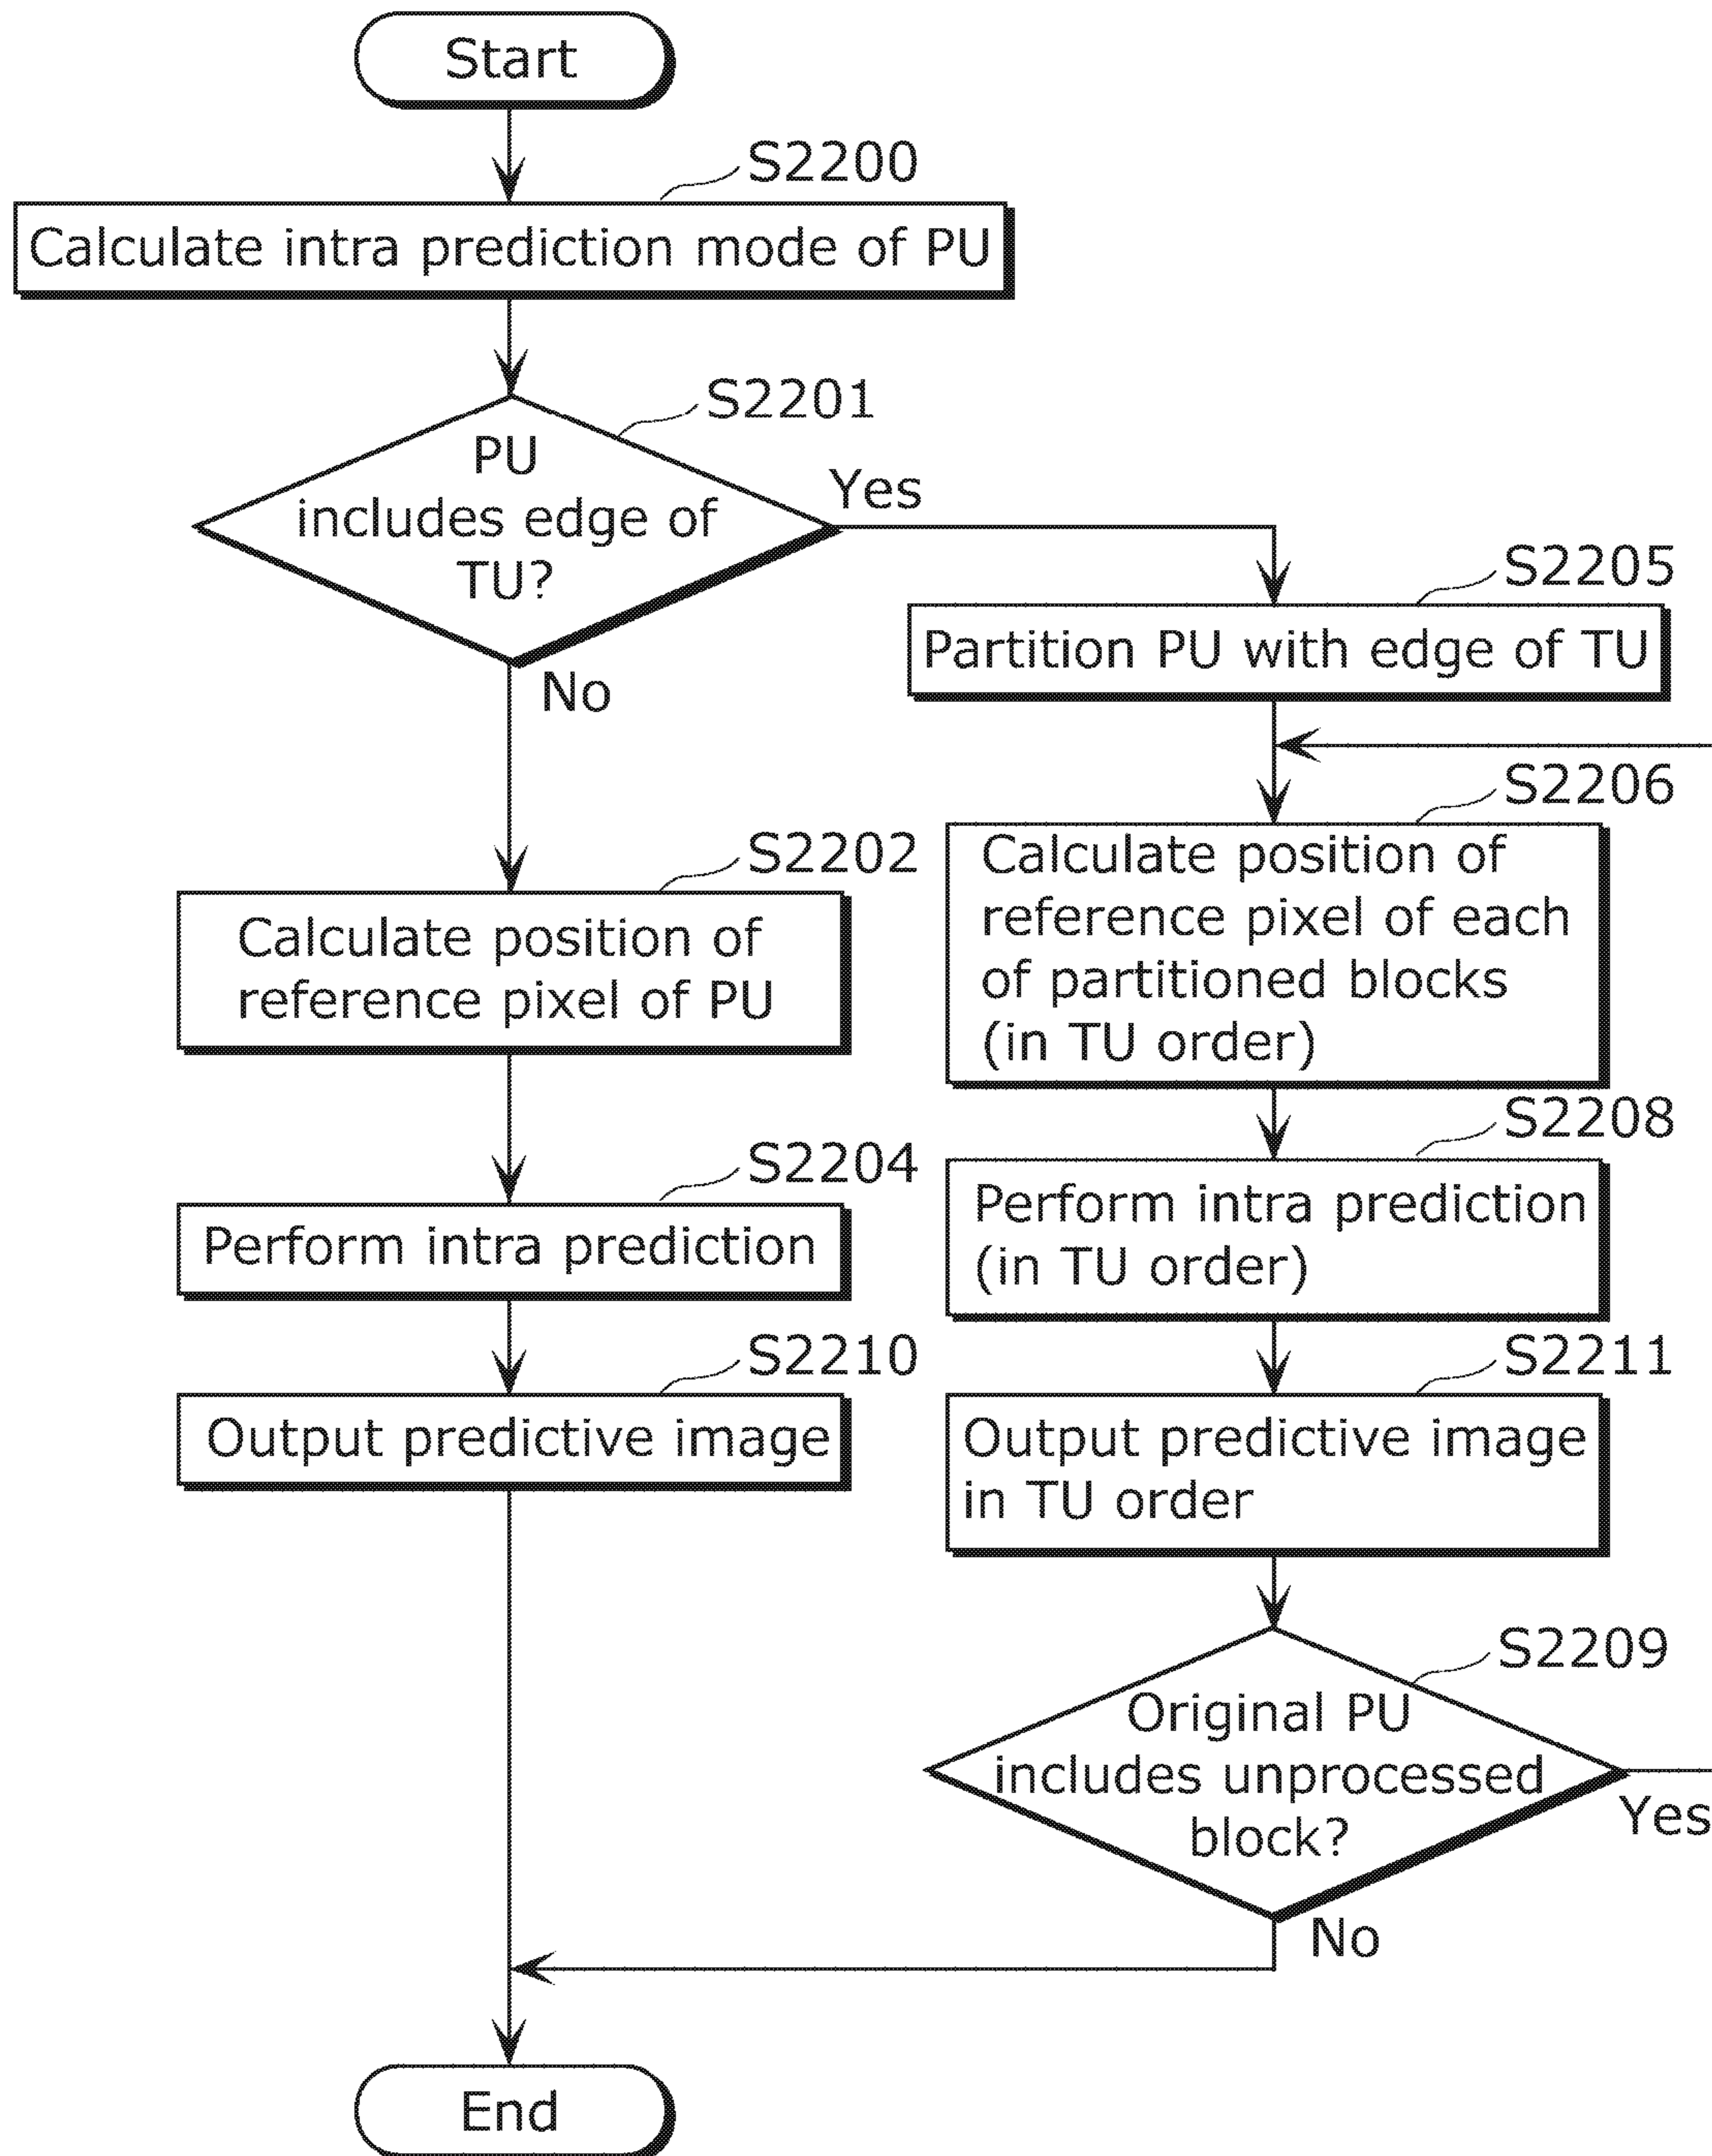 Start
S2200
Calculate intra prediction mode of PU
S2201
PU
includes edge of
TU?
Yes
No
S2205
Partition PU with edge of TU
S2202
Calculate position of
reference pixel of PU
S2206
Calculate position of
reference pixel of each
of partitioned blocks
(in TU order)
S2204
Perform intra prediction
S2208
Perform intra prediction
(in TU order)
S2210
Output predictive image
S2211
Output predictive image
in TU order
S2209
Original PU
includes unprocessed
block?
Yes
No
End